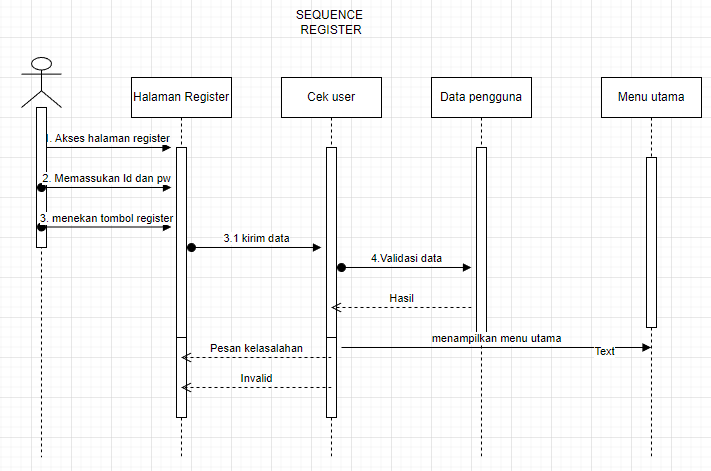 SEQUENCE
REGISTER
Halaman Register
Cek user
Data pengguna
Menu utama
1. Akses halaman register
2. Memassukan Id dan pw
3. menekan tombol register
3.1 kirim data
4.Validasi data
Hasil
menampilkan menu utama
Text
Pesan kelasalahan
Invalid